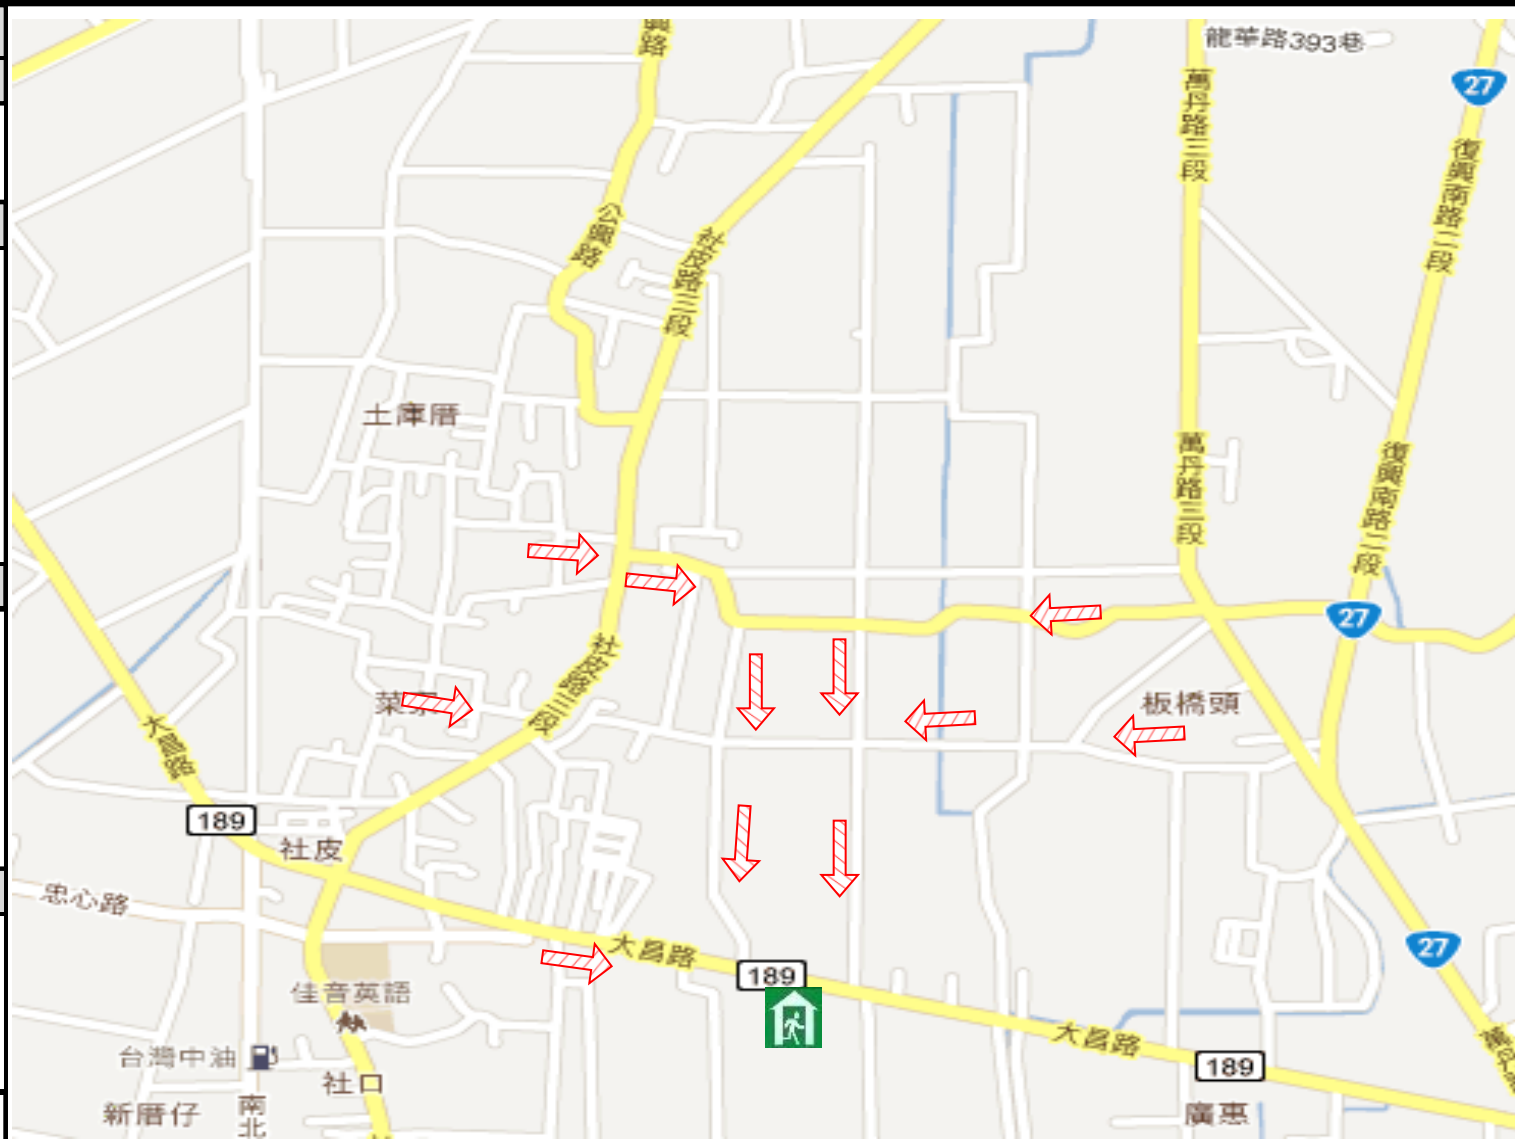 興路
龍華路393巷
27
萬丹路三段
復興南路二段
公興路
社皮路三段
土庫厝
萬丹路三段
復興南路二段
27
社皮路三段
板橋頭
大昌路
189
社皮
忠心路
大昌路
189
27
佳音英語
大昌路
台灣中油
189
社口
新厝仔
南北
廣惠